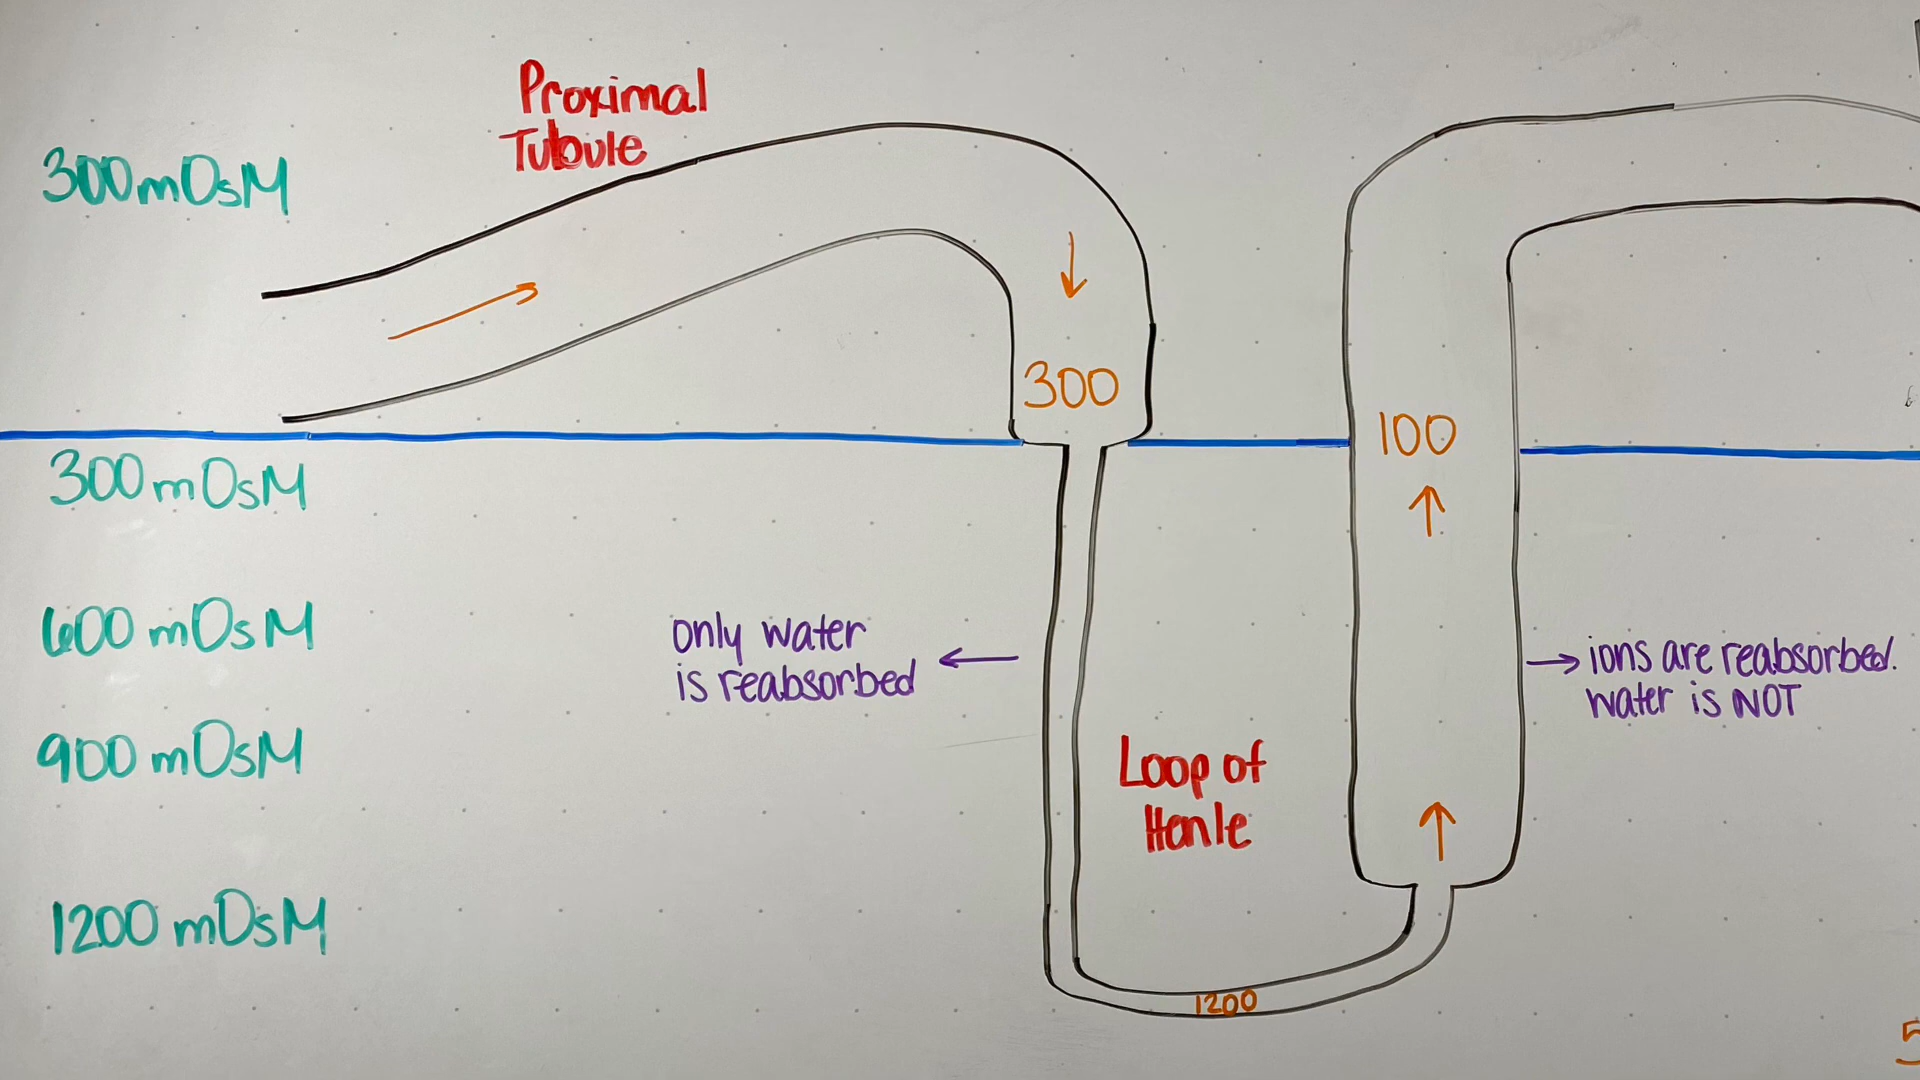 Proximal
Tubule
300 mOsM
300
100
300 mOsM
600 mOsM
only water
is reabsorbed
ions are reabsorbed.
water is NOT
900 mOsM
Loop of
Henle
1200 mOsM
1200
5